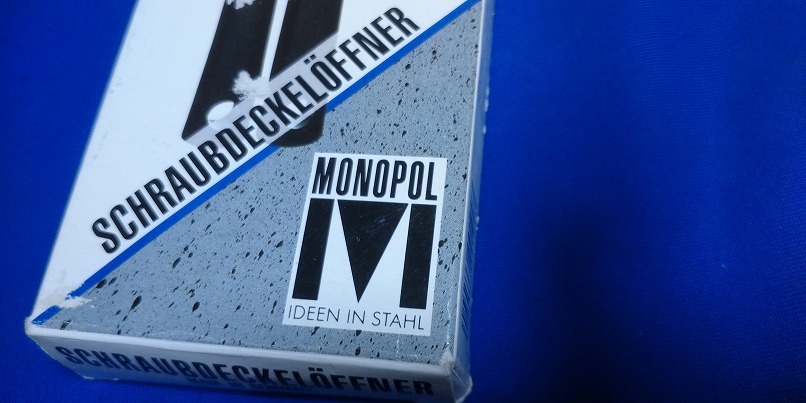 SCHRAUBDECKELÖFFNER
MONOPOL
M
IDEEN IN STAHL
SCHRAUBDECKELÖFFNER